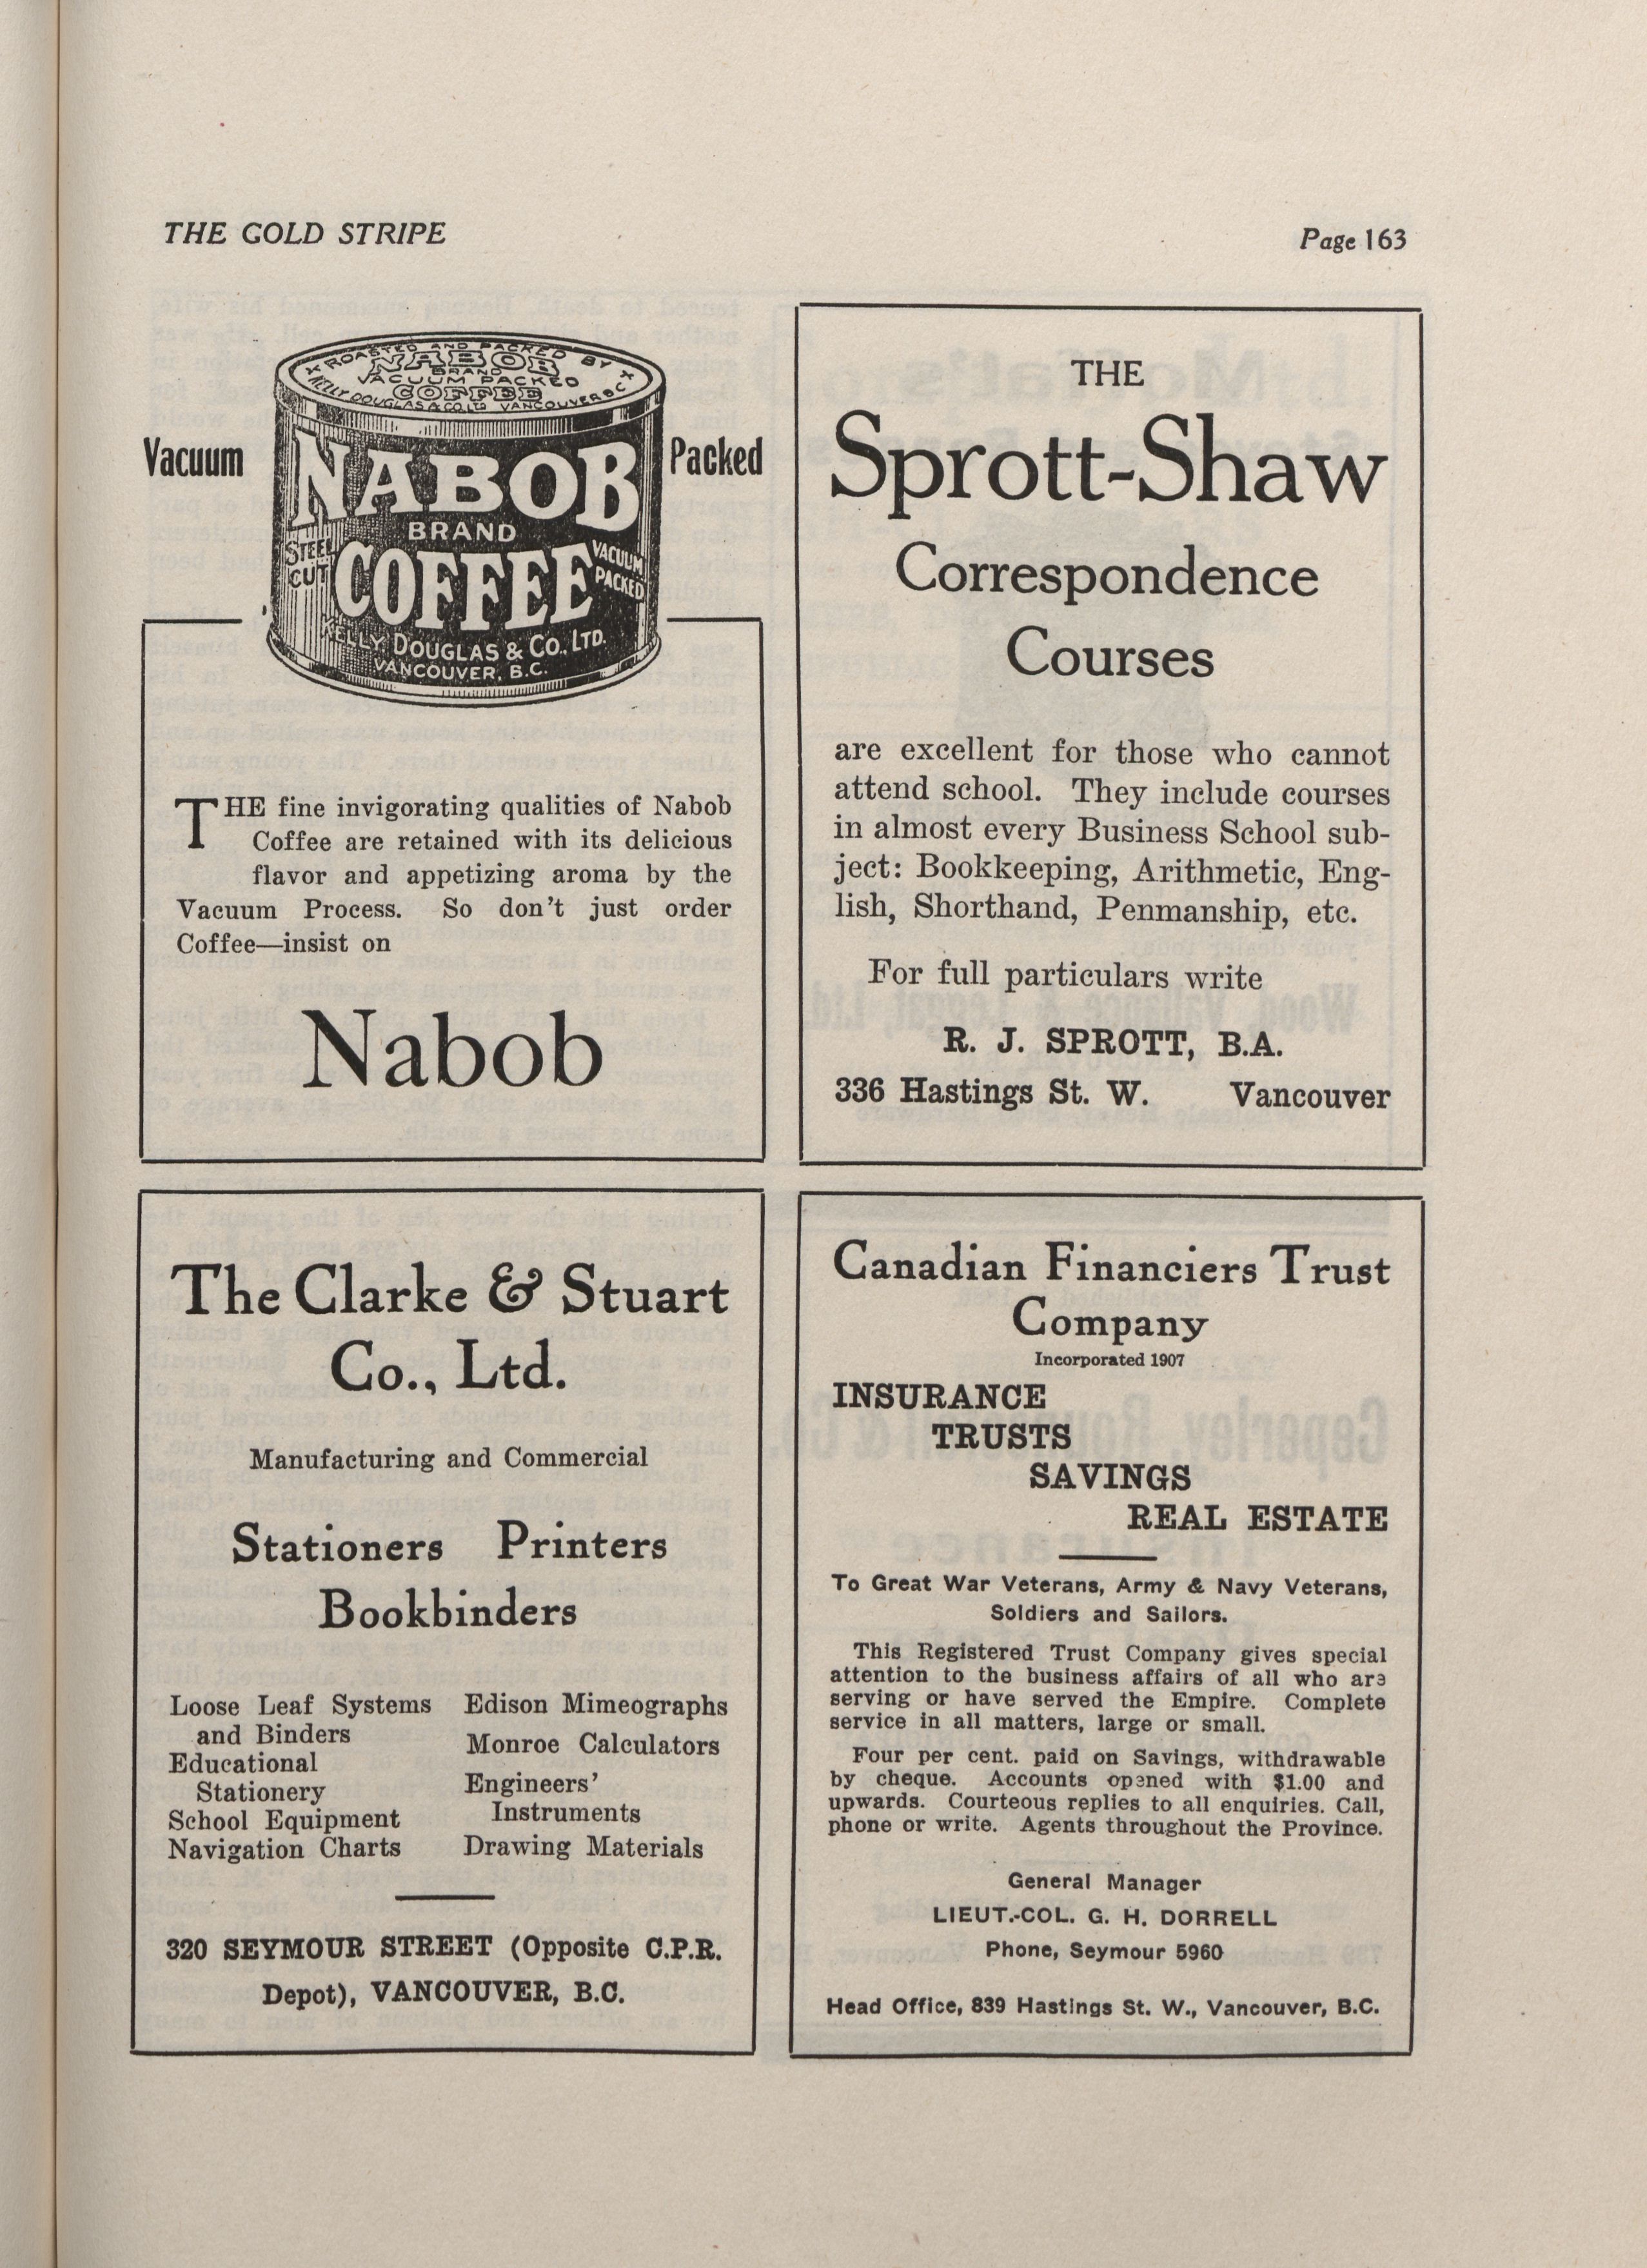 THE GOLD STRIPE
Page 163
ROASTED AND PACKED BY
NABOB
BRAND
VACUUM PACKED
COFFEE
KELLY DOUGLAS & CO. LTD. VANCOUVER B C
Vacuum
Packed
NABOB
BRAND
STEEL
CUT
COFFEE
VACUUM
PACKED
KELLY DOUGLAS & CO., LTD.
VANCOUVER, B.C.
THE fine invigorating qualities of Nabob
Coffee are retained with its delicious
flavor and appetizing aroma by the
Vacuum Process. So don't just order
Coffee—insist on
Nabob
THE
Sprott-Shaw
Correspondence
Courses
are excellent for those who cannot
attend school. They include courses
in almost every Business School sub-
ject: Bookkeeping, Arithmetic, Eng-
lish, Shorthand, Penmanship, etc.
For full particulars write
R. J. SPROTT, B.A.
336 Hastings St. W. Vancouver
The Clarke & Stuart
Co., Ltd.
Manufacturing and Commercial
Stationers Printers
Bookbinders
Loose Leaf Systems
and Binders
Educational
Stationery
School Equipment
Navigation Charts
Edison Mimeographs
Monroe Calculators
Engineers'
Instruments
Drawing Materials
320 SEYMOUR STREET (Opposite C.P.R.
Depot), VANCOUVER, B.C.
Canadian Financiers Trust
Company
Incorporated 1907
INSURANCE
TRUSTS
SAVINGS
REAL ESTATE
To Great War Veterans, Army & Navy Veterans,
Soldiers and Sailors.
This Registered Trust Company gives special
attention to the business affairs of all who are
serving or have served the Empire. Complete
service in all matters, large or small.
Four per cent. paid on Savings, withdrawable
by cheque. Accounts opened with $1.00 and
upwards. Courteous replies to all enquiries. Call,
phone or write. Agents throughout the Province.
General Manager
LIEUT.-COL. G. H. DORRELL
Phone, Seymour 5960
Head Office, 839 Hastings St. W., Vancouver, B.C.